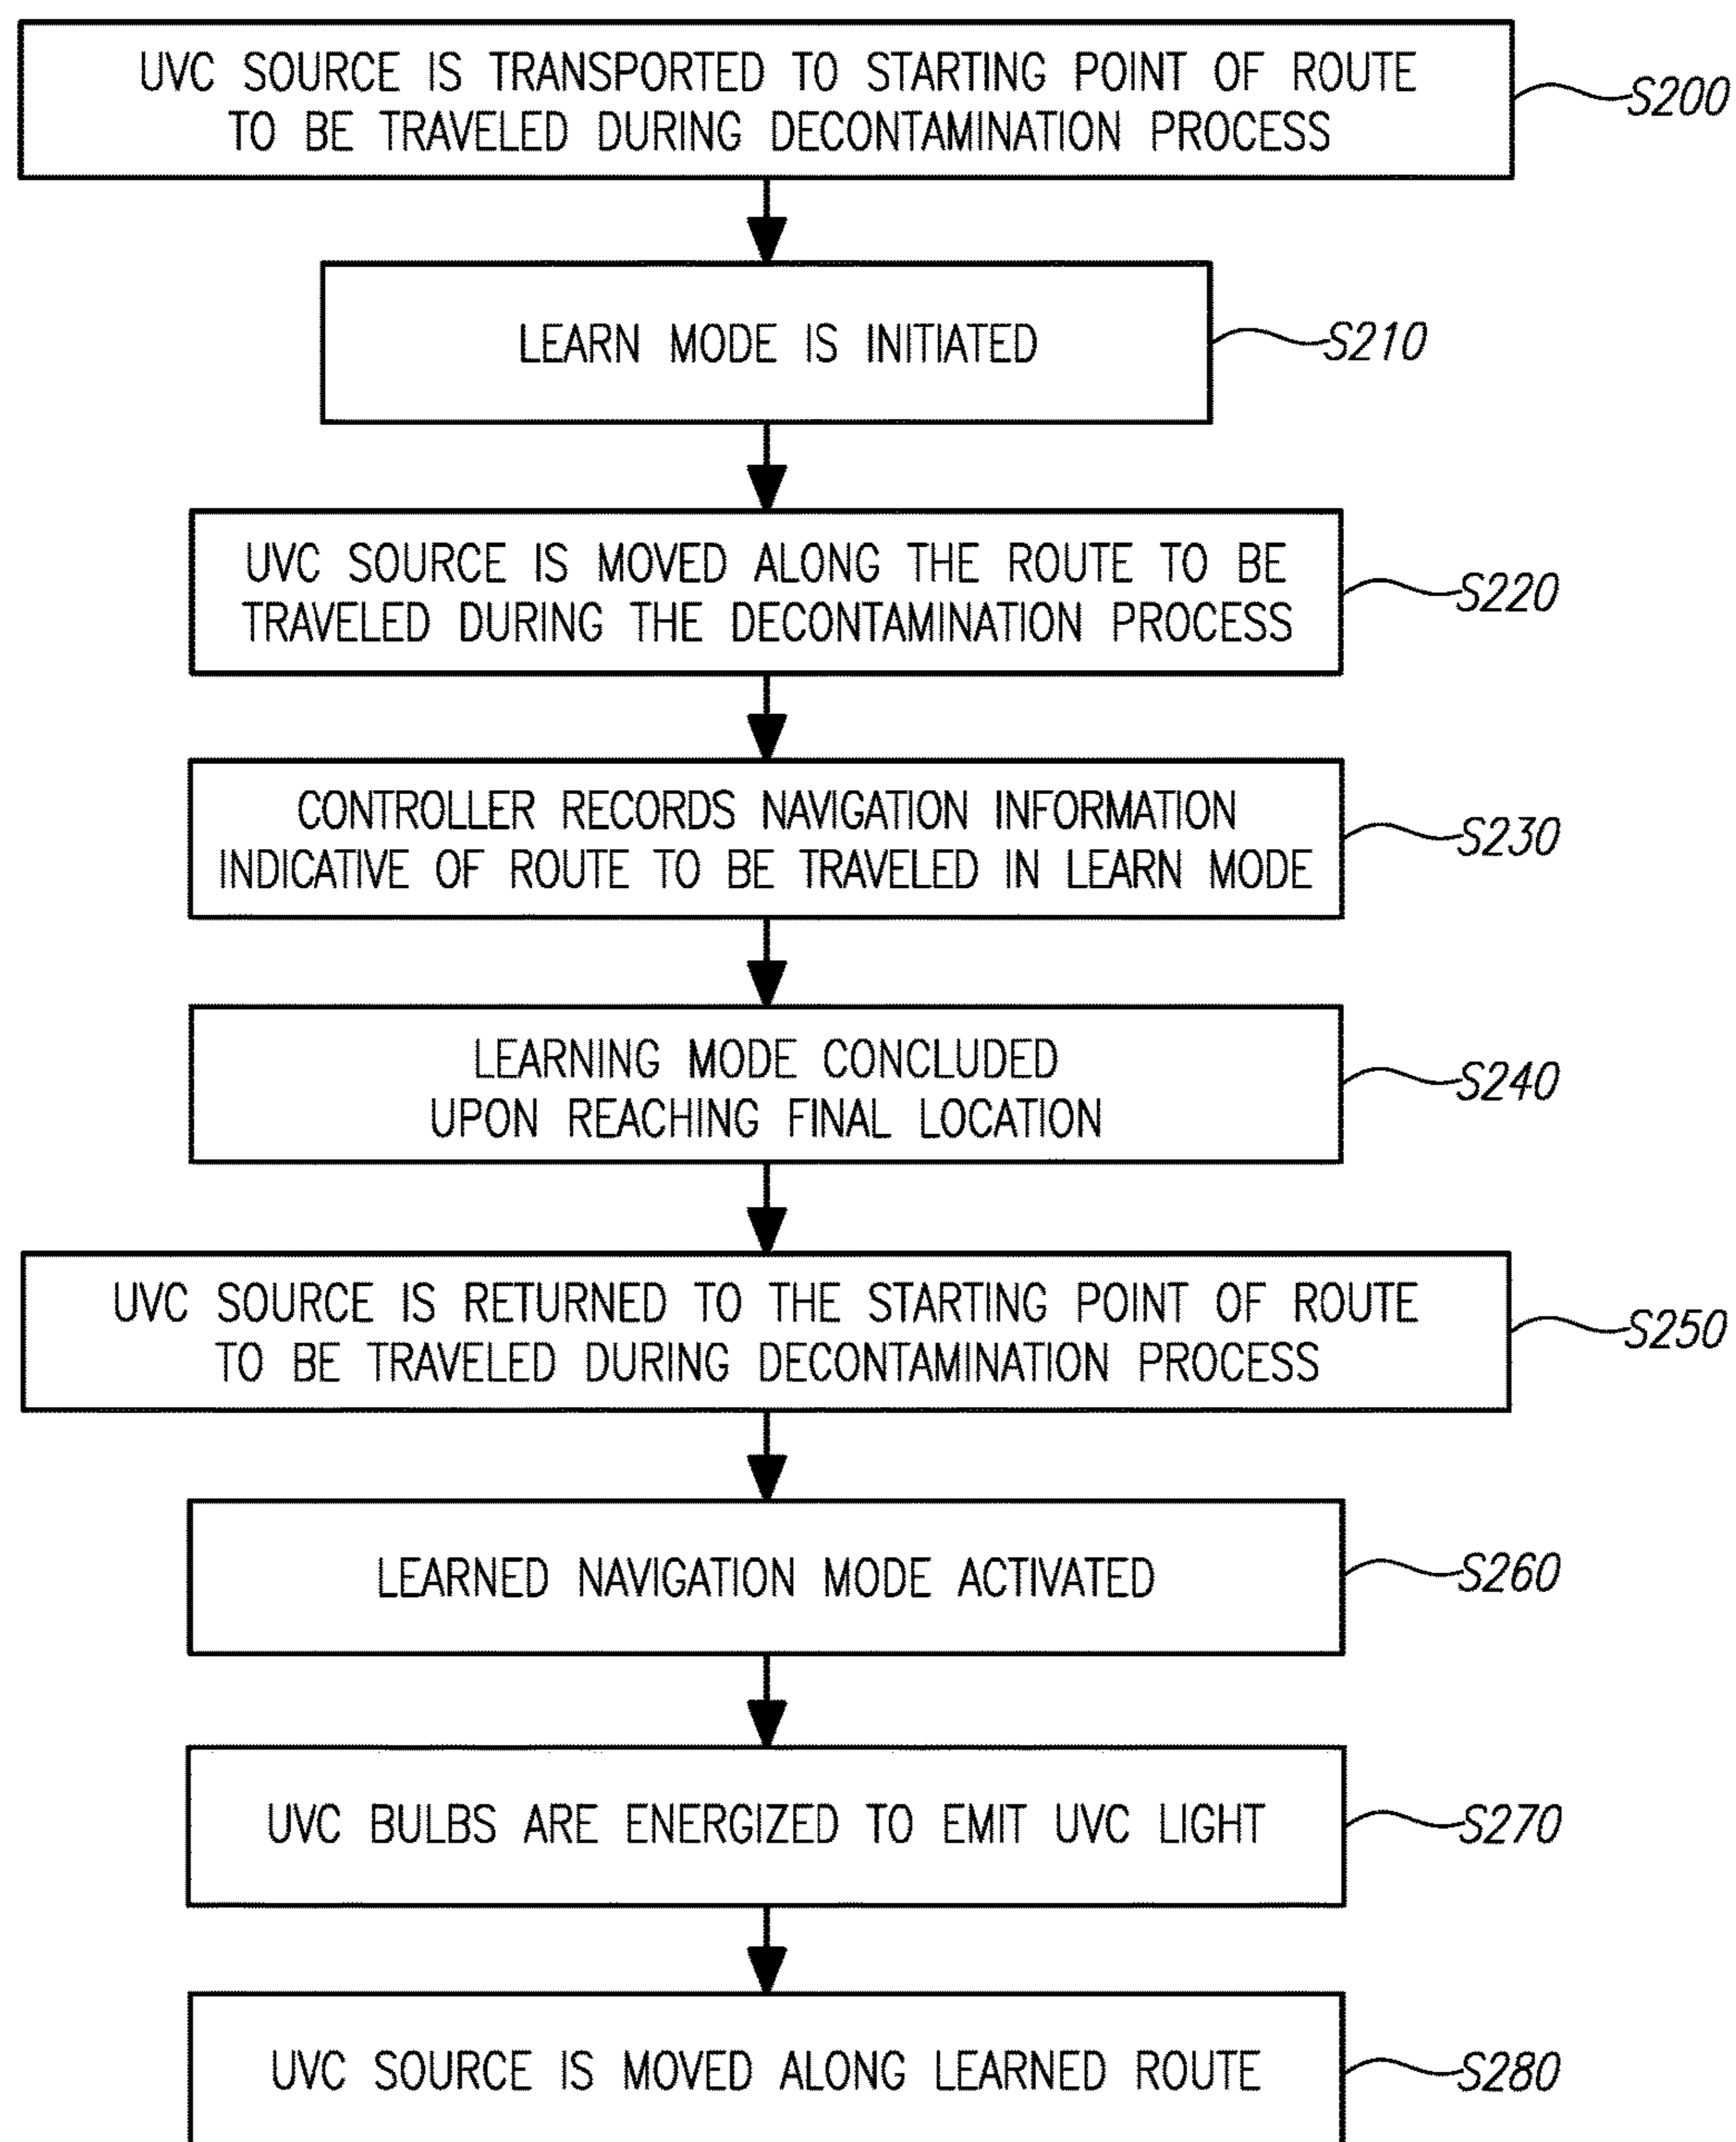 UVC SOURCE IS TRANSPORTED TO STARTING POINT OF ROUTE
TO BE TRAVELED DURING DECONTAMINATION PROCESS
S200
LEARN MODE IS INITIATED
S210
UVC SOURCE IS MOVED ALONG THE ROUTE TO BE
TRAVELED DURING THE DECONTAMINATION PROCESS
S220
CONTROLLER RECORDS NAVIGATION INFORMATION
INDICATIVE OF ROUTE TO BE TRAVELED IN LEARN MODE
S230
LEARNING MODE CONCLUDED
UPON REACHING FINAL LOCATION
S240
UVC SOURCE IS RETURNED TO THE STARTING POINT OF ROUTE
TO BE TRAVELED DURING DECONTAMINATION PROCESS
S250
LEARNED NAVIGATION MODE ACTIVATED
S260
UVC BULBS ARE ENERGIZED TO EMIT UVC LIGHT
S270
UVC SOURCE IS MOVED ALONG LEARNED ROUTE
S280